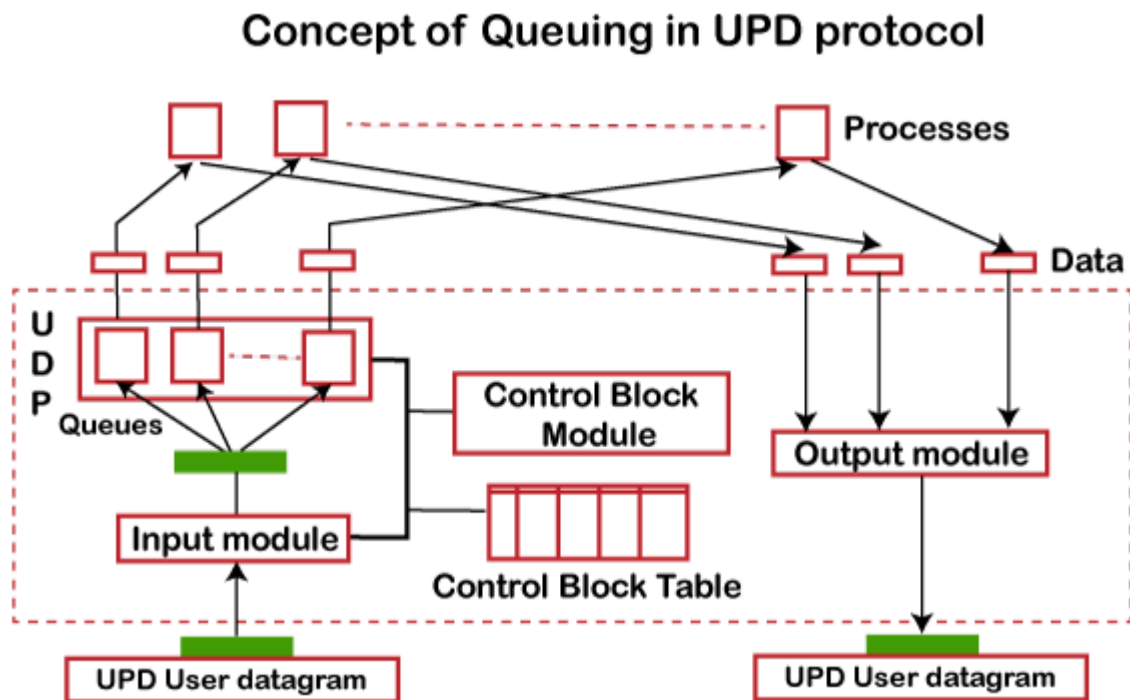 Concept of Queuing in UPD protocol
Processes
Data
U
D
P
Queues
Control Block
Module
Output module
Input module
Control Block Table
UPD User datagram
UPD User datagram